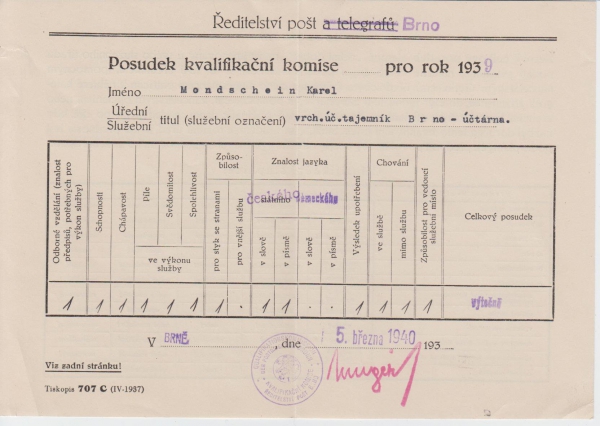 Ředitelství pošt a telegrafů Brno
Posudek kvalifikační komise pro rok 1939
Jméno Mondschein Karel
Úřední
Služební titul (služební označení) vrch.úč.tajemník Brno - účtárna.
Odborné vzdělání (znalost předpisů, potřebných pro výkon služby)
Schopnosti
Chápavost
Píle
Svědomitost
Spolehlivost
ve výkonu služby
Způso-
bilost
pro styk se stranami
pro vnější službu
Znalost jazyka
českého německého
v slově
v písmě
v slově
v písmě
Výsledek upotřebení
Chování
ve službě
mimo službu
Způsobilost pro vedoucí služební místo
Celkový posudek
1 1 1 1 1 1 1 . 1 1 . . 1 1 1 1 výtečně
V BRNĚ, dne 5. března 1940 193
Viz zadní stránku!
Tiskopis 707 C (IV-1937)